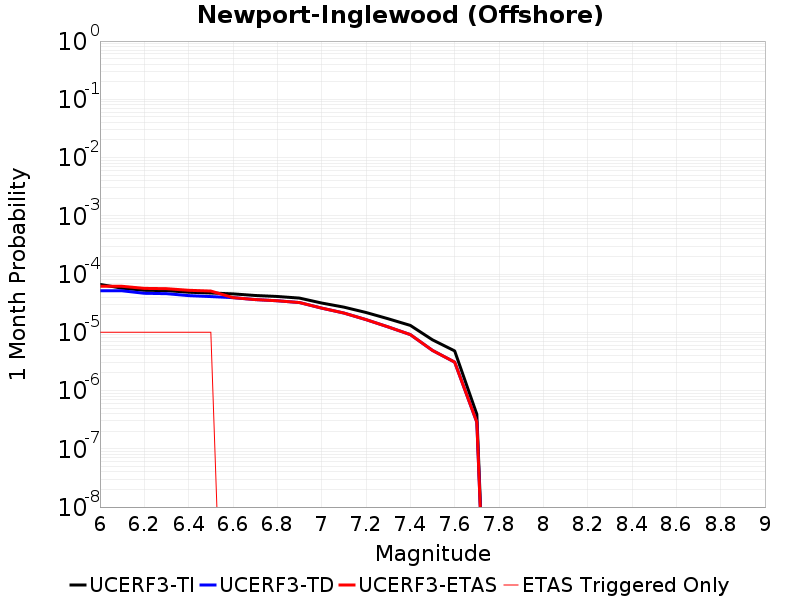 Newport-Inglewood (Offshore)
1 Month Probability
10^0
10^-1
10^-2
10^-3
10^-4
10^-5
10^-6
10^-7
10^-8
6 6.2 6.4 6.6 6.8 7 7.2 7.4 7.6 7.8 8 8.2 8.4 8.6 8.8 9
Magnitude
UCERF3-TI UCERF3-TD UCERF3-ETAS ETAS Triggered Only